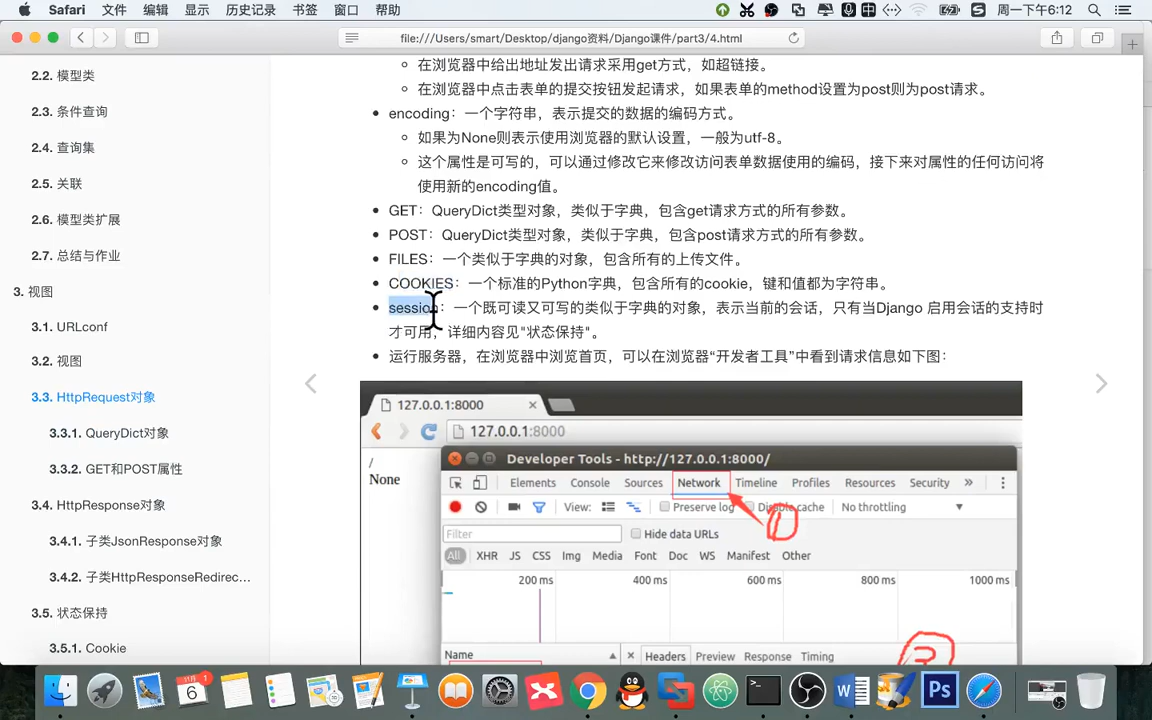 Safari 文件 编辑 显示 历史记录 书签 窗口 帮助 周一下午6:12
file:///Users/smart/Desktop/django资料/Django课件/part3/4.html
2.2. 模型类
2.3. 条件查询
2.4. 查询集
2.5. 关联
2.6. 模型类扩展
2.7. 总结与作业
3. 视图
3.1. URLconf
3.2. 视图
3.3. HttpRequest对象
3.3.1. QueryDict对象
3.3.2. GET和POST属性
3.4. HttpResponse对象
3.4.1. 子类JsonResponse对象
3.4.2. 子类HttpResponseRedirec...
3.5. 状态保持
3.5.1. Cookie
在浏览器中给出地址发出请求采用get方式，如超链接。
在浏览器中点击表单的提交按钮发起请求，如果表单的method设置为post则为post请求。
encoding：一个字符串，表示提交的数据的编码方式。
如果为None则表示使用浏览器的默认设置，一般为utf-8。
这个属性是可写的，可以通过修改它来修改访问表单数据使用的编码，接下来对属性的任何访问将
使用新的encoding值。
GET：QueryDict类型对象，类似于字典，包含get请求方式的所有参数。
POST：QueryDict类型对象，类似于字典，包含post请求方式的所有参数。
FILES：一个类似于字典的对象，包含所有的上传文件。
COOKIES：一个标准的Python字典，包含所有的cookie，键和值都为字符串。
session：一个既可读又可写的类似于字典的对象，表示当前的会话，只有当Django 启用会话的支持时
才可用，详细内容见"状态保持"。
运行服务器，在浏览器中浏览首页，可以在浏览器“开发者工具”中看到请求信息如下图：
127.0.0.1:8000
127.0.0.1:8000
/
None
Developer Tools - http://127.0.0.1:8000/
Elements Console Sources Network Timeline Profiles Resources Security »
View: Preserve log Disable cache No throttling
Filter Hide data URLs
All XHR JS CSS Img Media Font Doc WS Manifest Other
200 ms 400 ms 600 ms 800 ms 1000 ms
Name × Headers Preview Response Timing